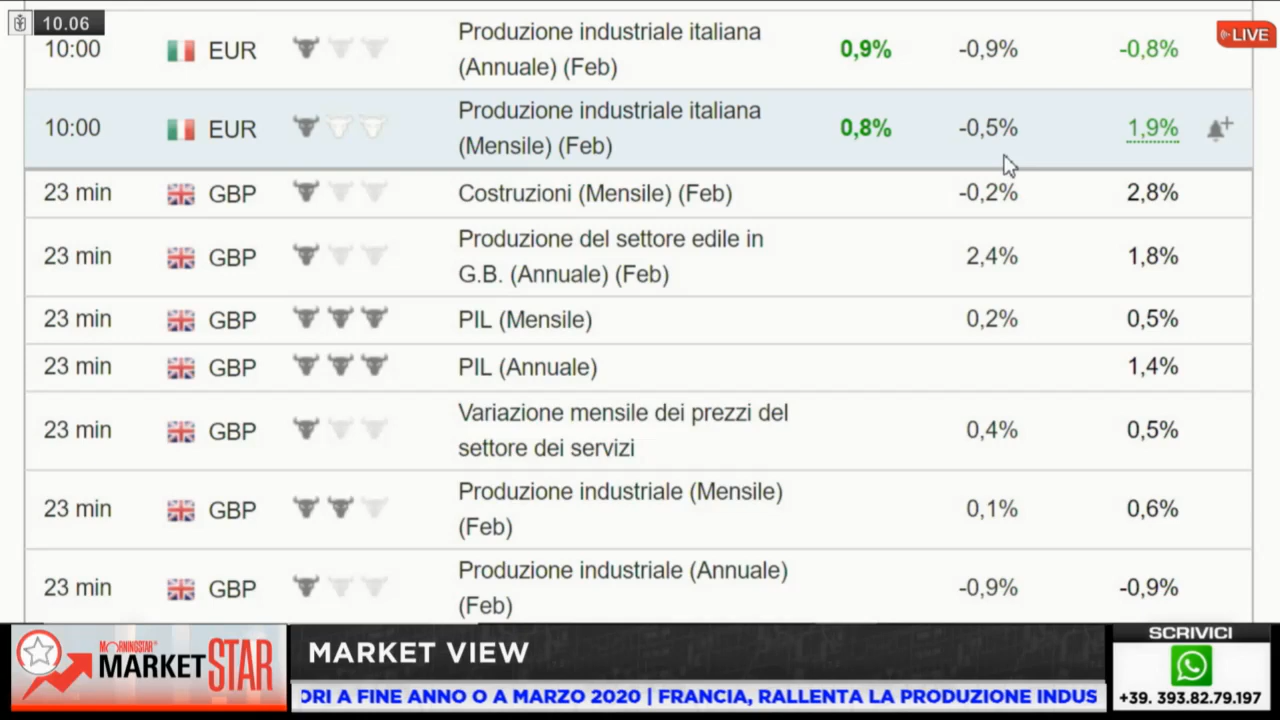 10.06
LIVE
10:00 EUR Produzione industriale italiana (Annuale) (Feb) 0,9% -0,9% -0,8%
10:00 EUR Produzione industriale italiana (Mensile) (Feb) 0,8% -0,5% 1,9%
23 min GBP Costruzioni (Mensile) (Feb) -0,2% 2,8%
23 min GBP Produzione del settore edile in G.B. (Annuale) (Feb) 2,4% 1,8%
23 min GBP PIL (Mensile) 0,2% 0,5%
23 min GBP PIL (Annuale) 1,4%
23 min GBP Variazione mensile dei prezzi del settore dei servizi 0,4% 0,5%
23 min GBP Produzione industriale (Mensile) (Feb) 0,1% 0,6%
23 min GBP Produzione industriale (Annuale) (Feb) -0,9% -0,9%
MORNINGSTAR
MARKET STAR
MARKET VIEW
ORI A FINE ANNO O A MARZO 2020 | FRANCIA, RALLENTA LA PRODUZIONE INDUS
SCRIVICI
+39. 393.82.79.197